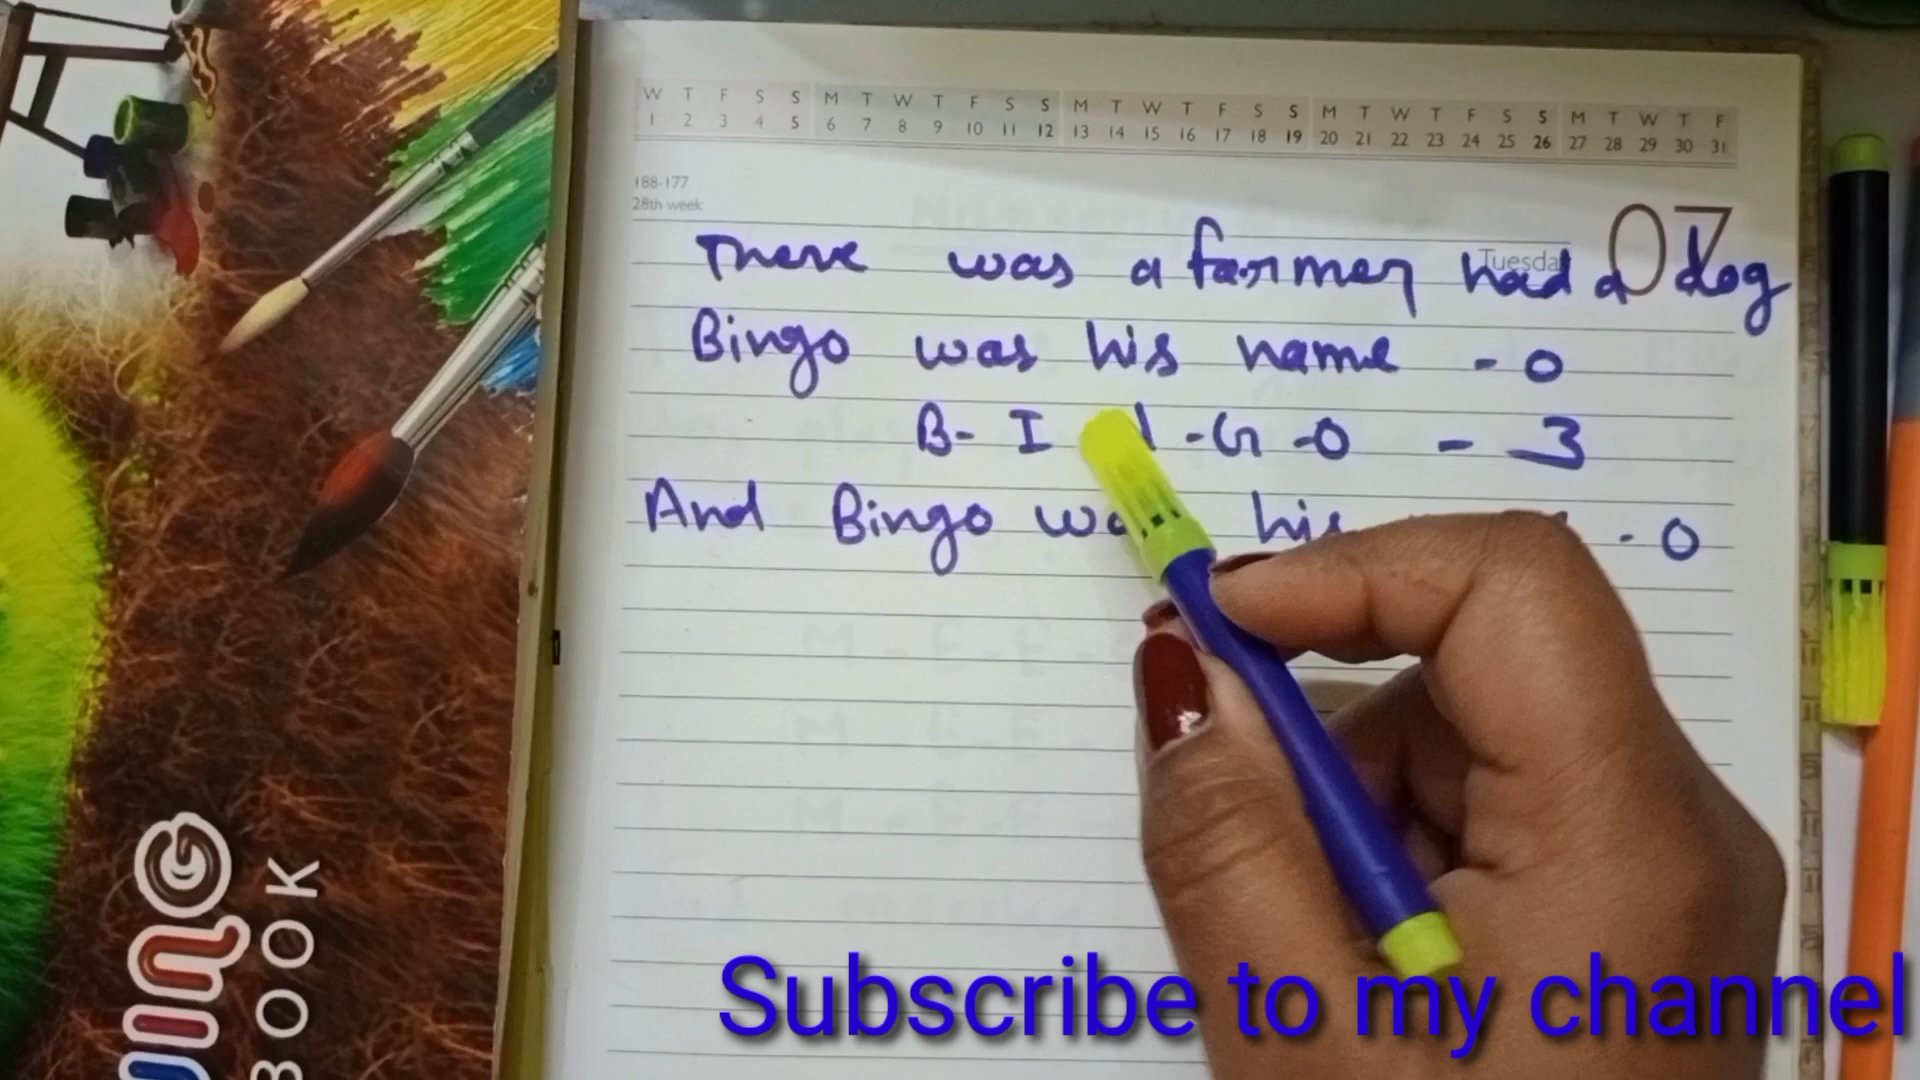 W T F S S M T W T F S S M T W T F S S M T W T F S S M T W T F
1 2 3 4 5 6 7 8 9 10 11 12 13 14 15 16 17 18 19 20 21 22 23 24 25 26 27 28 29 30 31
188-177
28th week
Tuesday 07
There was a farmer had a dog
Bingo was his name - O
B- I -G -O - 3
And Bingo his - O
BOOK
Subscribe to my channel